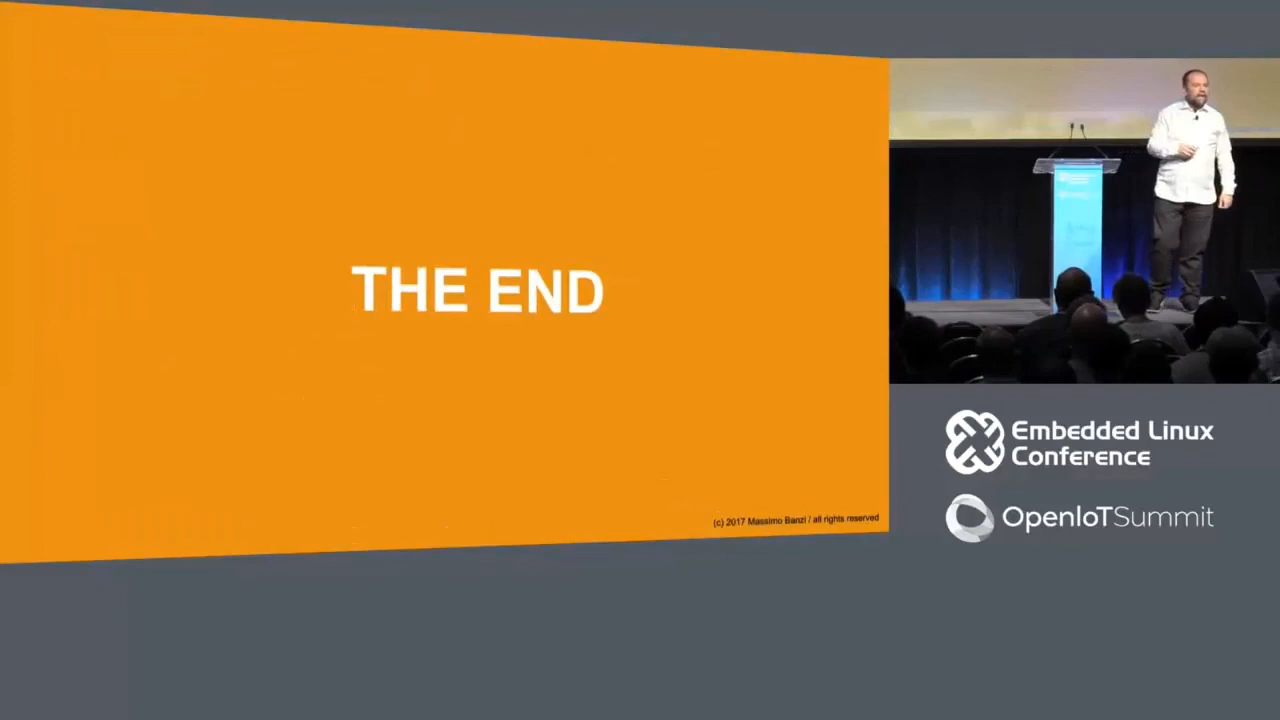 THE END
(c) 2017 Massimo Banzi / all rights reserved
Embedded Linux
Conference
OpenIoTSummit